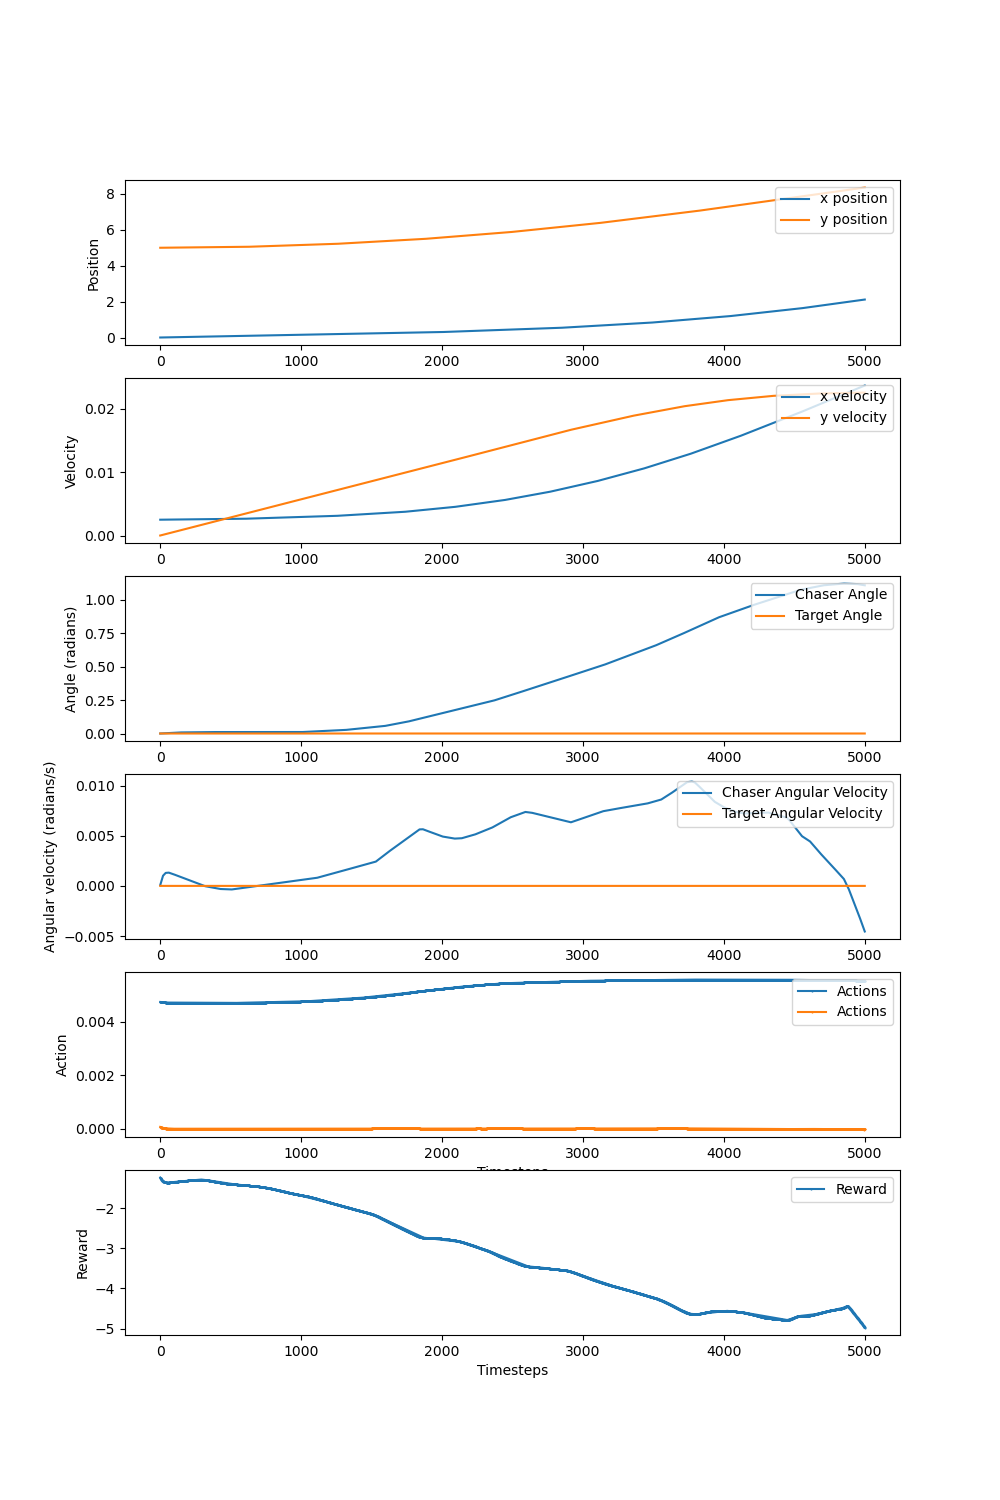 8
6
4
2
0
Position
x position
y position
0 1000 2000 3000 4000 5000
0.02
0.01
0.00
Velocity
x velocity
y velocity
0 1000 2000 3000 4000 5000
1.00
0.75
0.50
0.25
0.00
Angle (radians)
Chaser Angle
Target Angle
0 1000 2000 3000 4000 5000
0.010
0.005
0.000
−0.005
Angular velocity (radians/s)
Chaser Angular Velocity
Target Angular Velocity
0 1000 2000 3000 4000 5000
0.004
0.002
0.000
Action
Actions
Actions
0 1000 2000 3000 4000 5000
Timesteps
−2
−3
−4
−5
Reward
Reward
0 1000 2000 3000 4000 5000
Timesteps